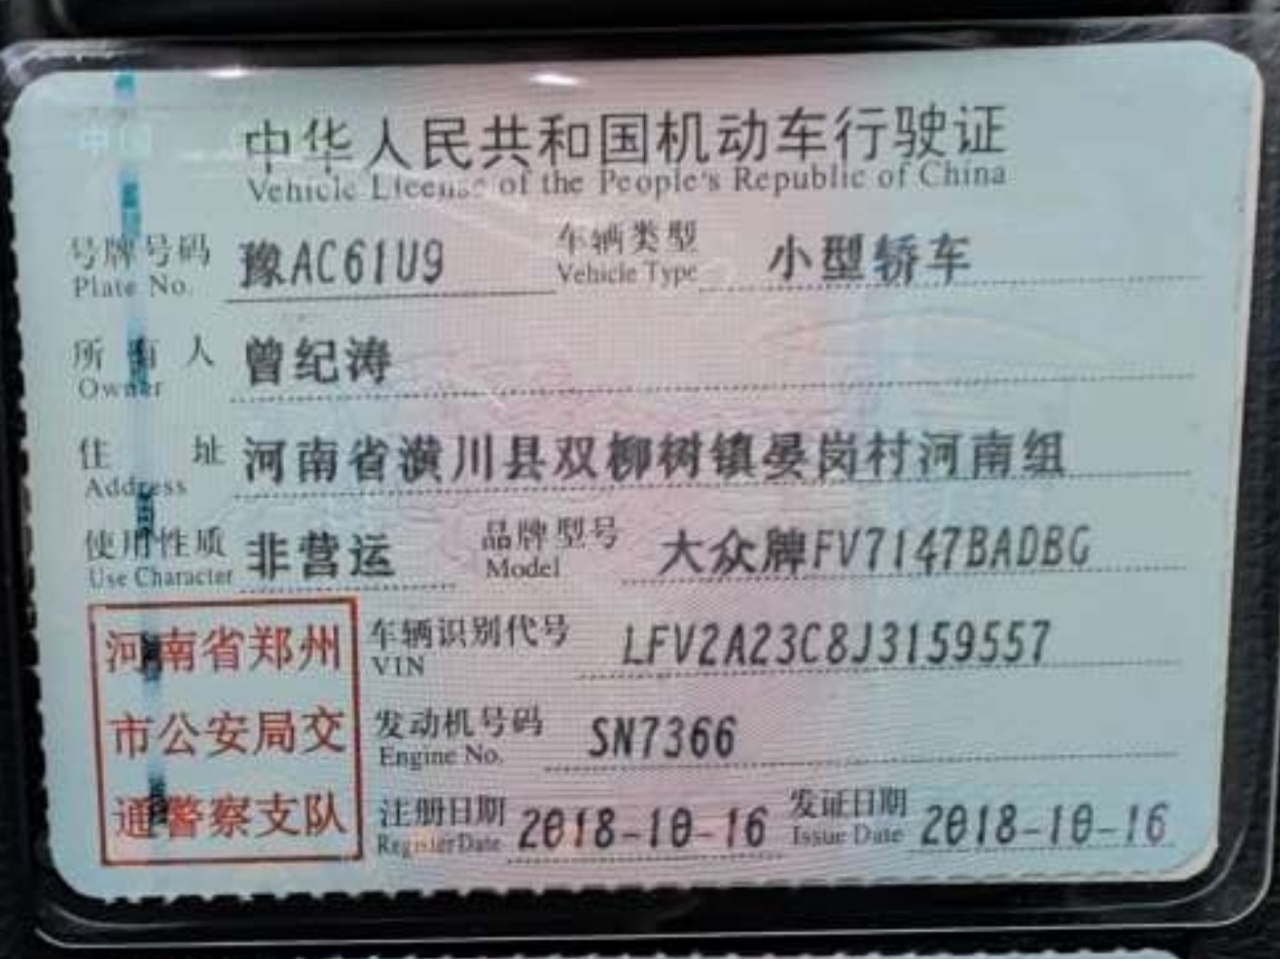 中华人民共和国机动车行驶证
Vehicle License of the People's Republic of China
号牌号码 豫AC61U9 车辆类型 小型轿车
Plate No. Vehicle Type
所有人 曾纪涛
Owner
住址 河南省潢川县双柳树镇晏岗村河南组
Address
使用性质 非营运 品牌型号 大众牌FV7147BADBG
Use Character Model
河南省郑州 车辆识别代号 LFV2A23C8J3159557
VIN
市公安局交 发动机号码 SN7366
Engine No.
通警察支队 注册日期 2018-10-16 发证日期 2018-10-16
Register Date Issue Date